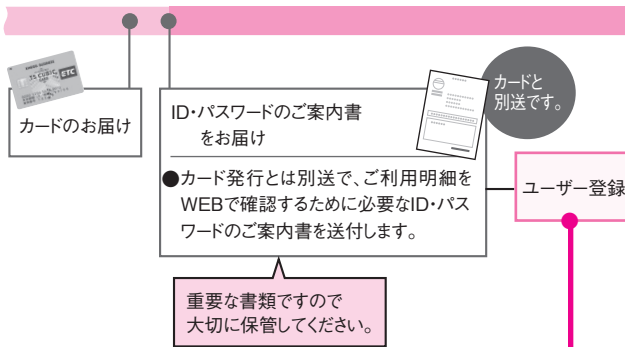 TS CUBIC
ETC
カードのお届け
ID・パスワードのご案内書
をお届け
カードと
別送です。
●カード発行とは別送で、ご利用明細を
WEBで確認するために必要なID・パス
ワードのご案内書を送付します。
ユーザー登録
重要な書類ですので
大切に保管してください。